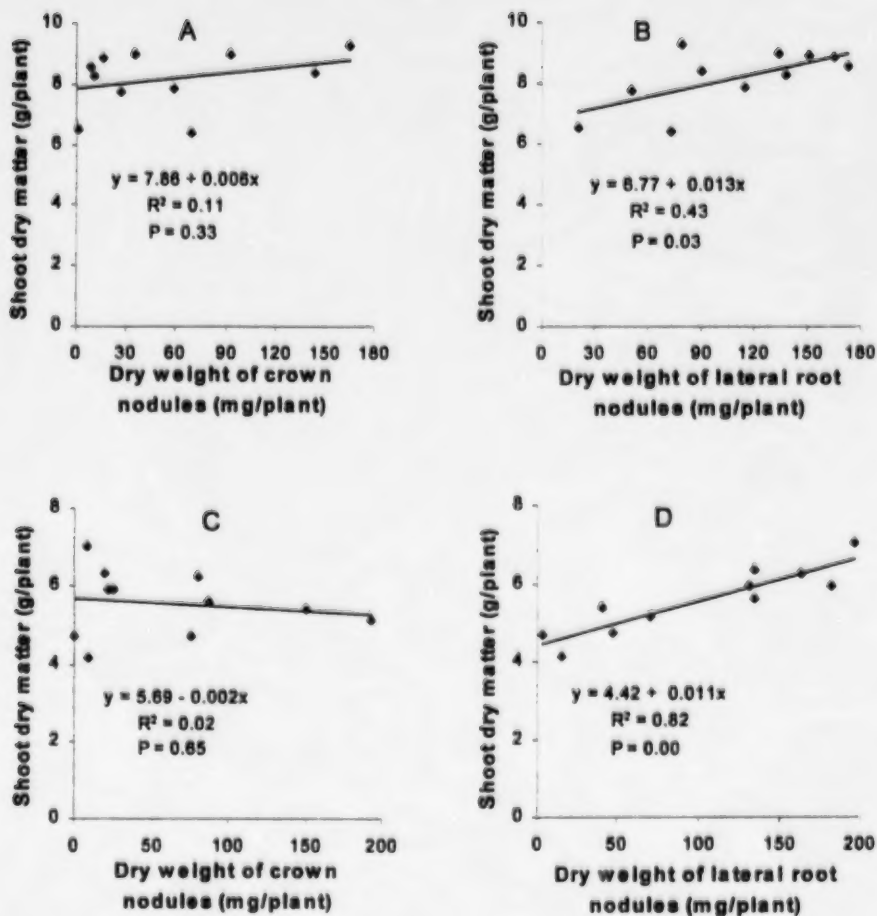 A
Shoot dry matter (g/plant)
10
8
6
4
2
0
y = 7.86 + 0.006x
R² = 0.11
P = 0.33
0 30 60 90 120 150 180
Dry weight of crown
nodules (mg/plant)
B
Shoot dry matter (g/plant)
10
8
6
4
2
0
y = 6.77 + 0.013x
R² = 0.43
P = 0.03
0 30 60 90 120 150 180
Dry weight of lateral root
nodules (mg/plant)
C
Shoot dry matter (g/plant)
8
6
4
2
0
y = 5.69 - 0.002x
R² = 0.02
P = 0.65
0 50 100 150 200
Dry weight of crown
nodules (mg/plant)
D
Shoot dry matter (g/plant)
8
6
4
2
0
y = 4.42 + 0.011x
R² = 0.82
P = 0.00
0 50 100 150 200
Dry weight of lateral root
nodules (mg/plant)